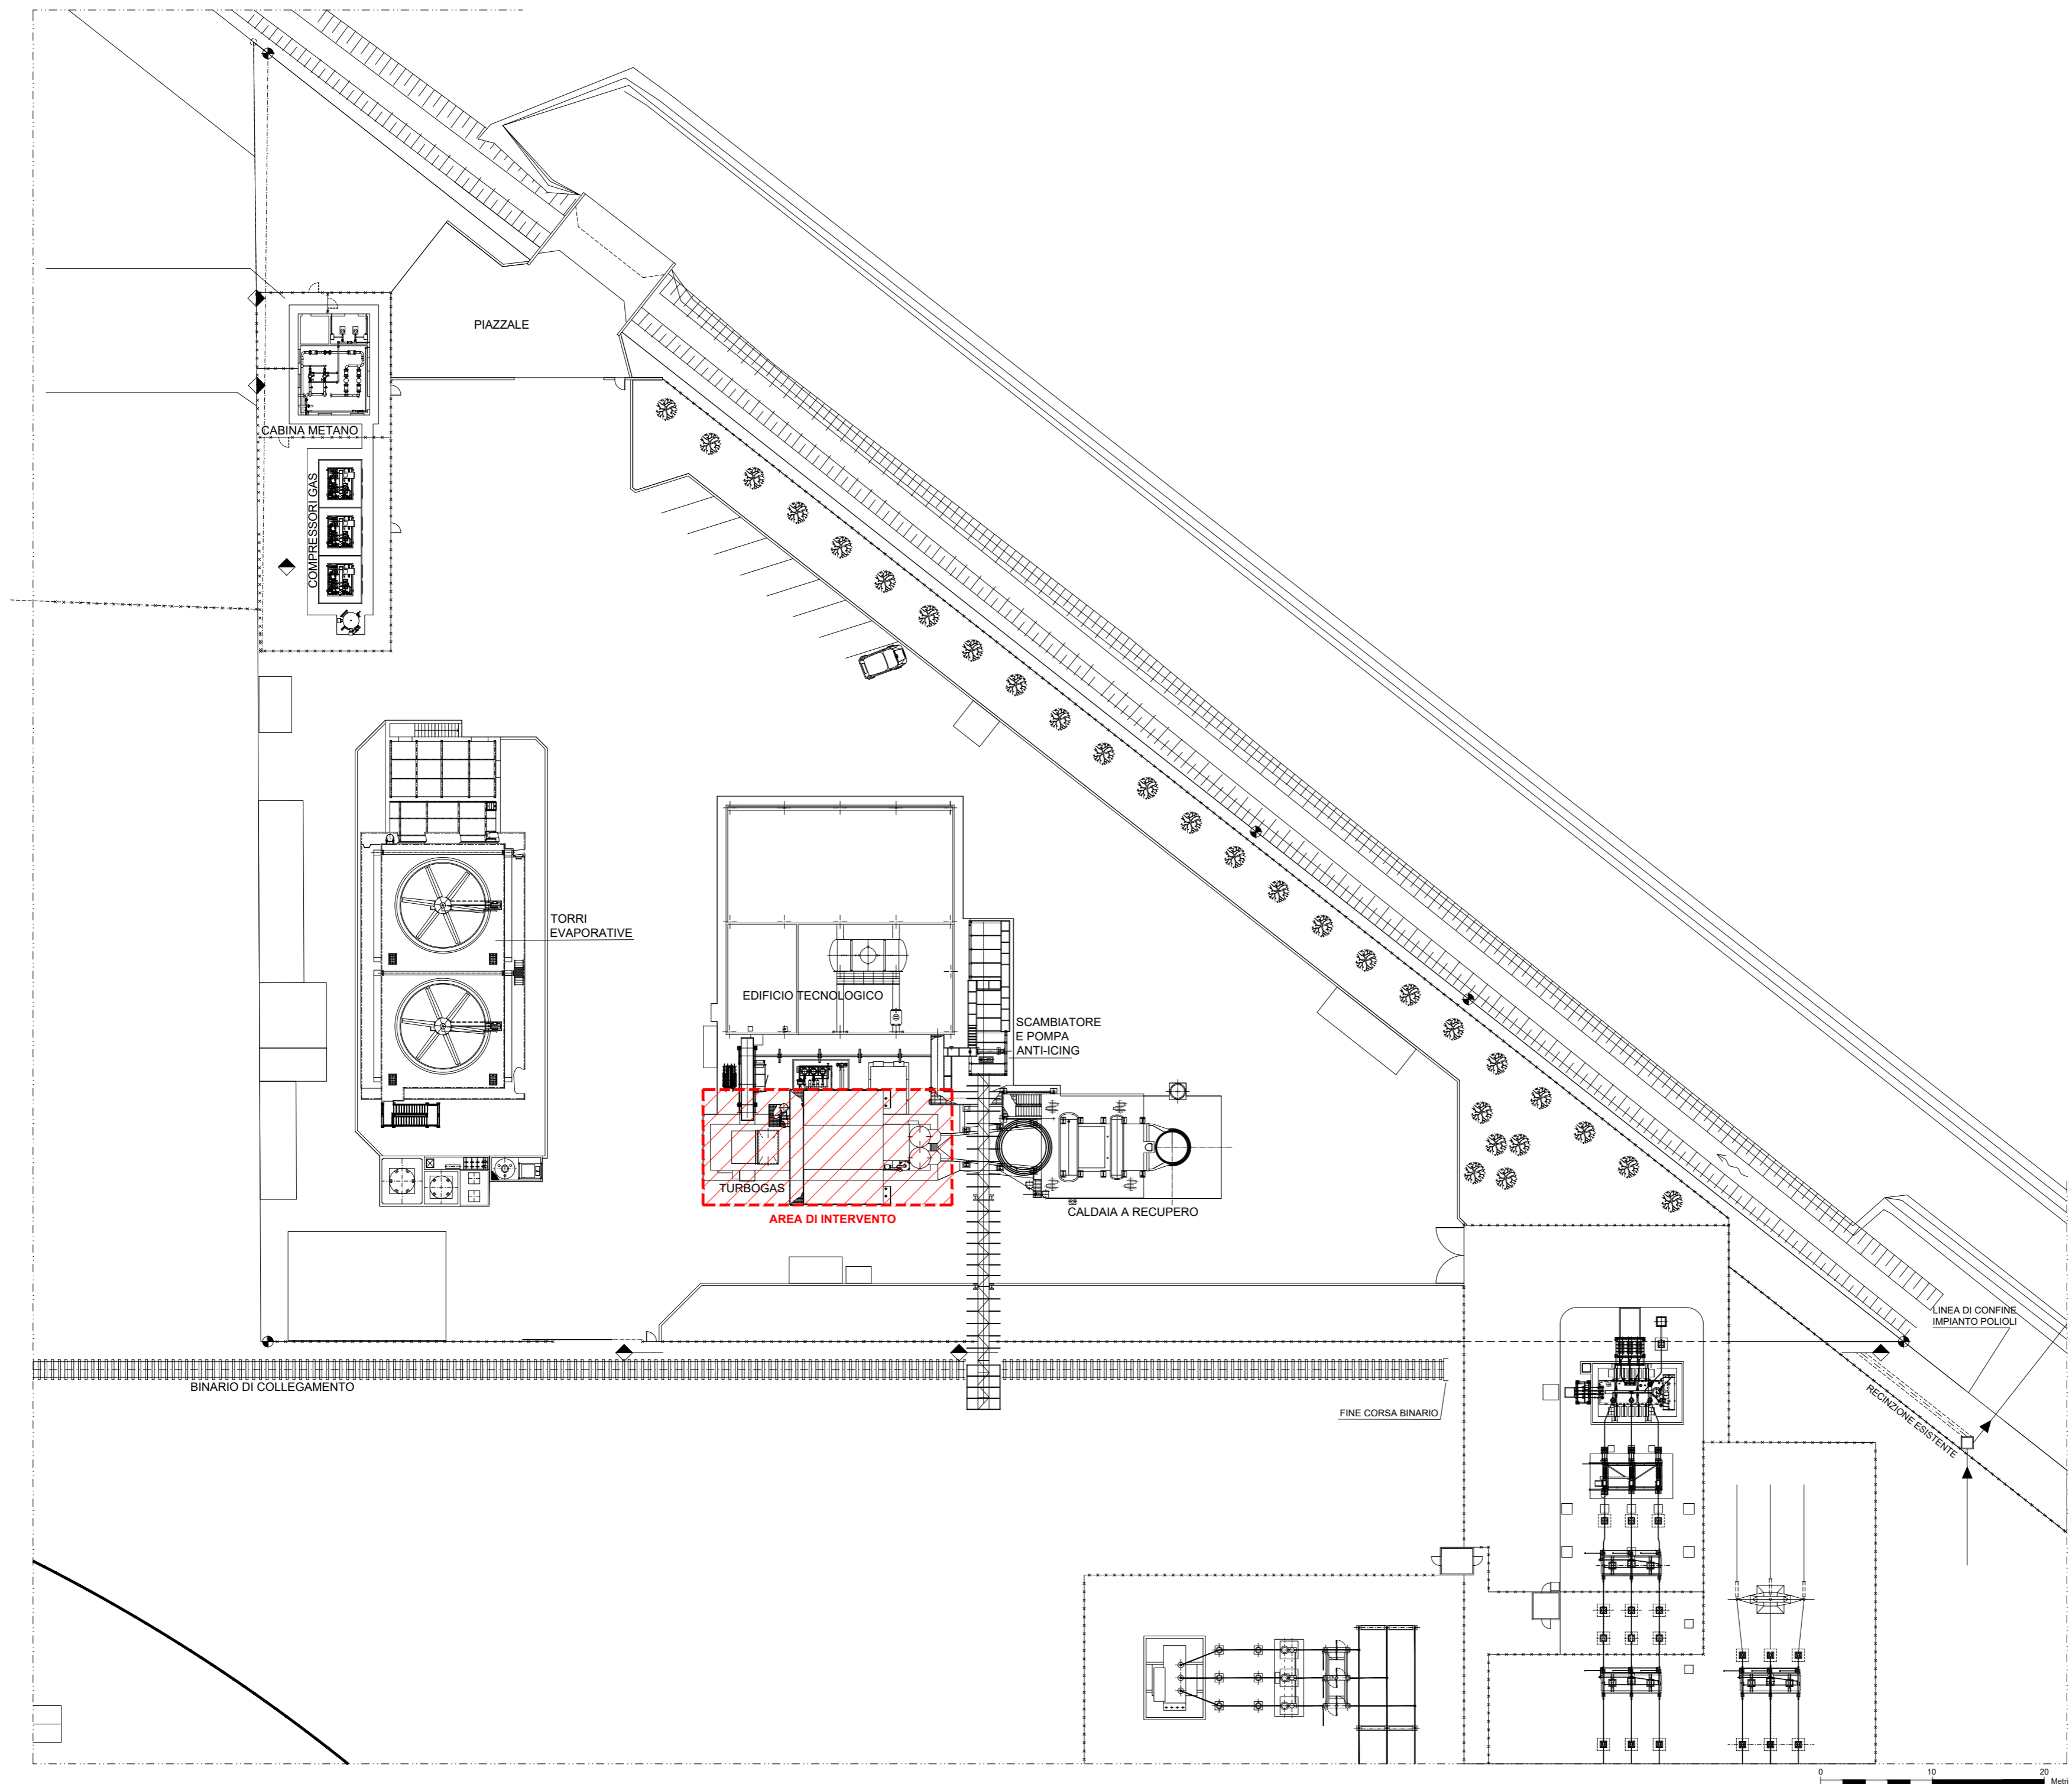 PIAZZALE
CABINA METANO
COMPRESSORI GAS
TORRI
EVAPORATIVE
EDIFICIO TECNOLOGICO
SCAMBIATORE
E POMPA
ANTI-ICING
TURBOGAS
AREA DI INTERVENTO
CALDAIA A RECUPERO
LINEA DI CONFINE
IMPIANTO POLIOLI
BINARIO DI COLLEGAMENTO
FINE CORSA BINARIO
RECINZIONE ESISTENTE
0 10 20
Metri